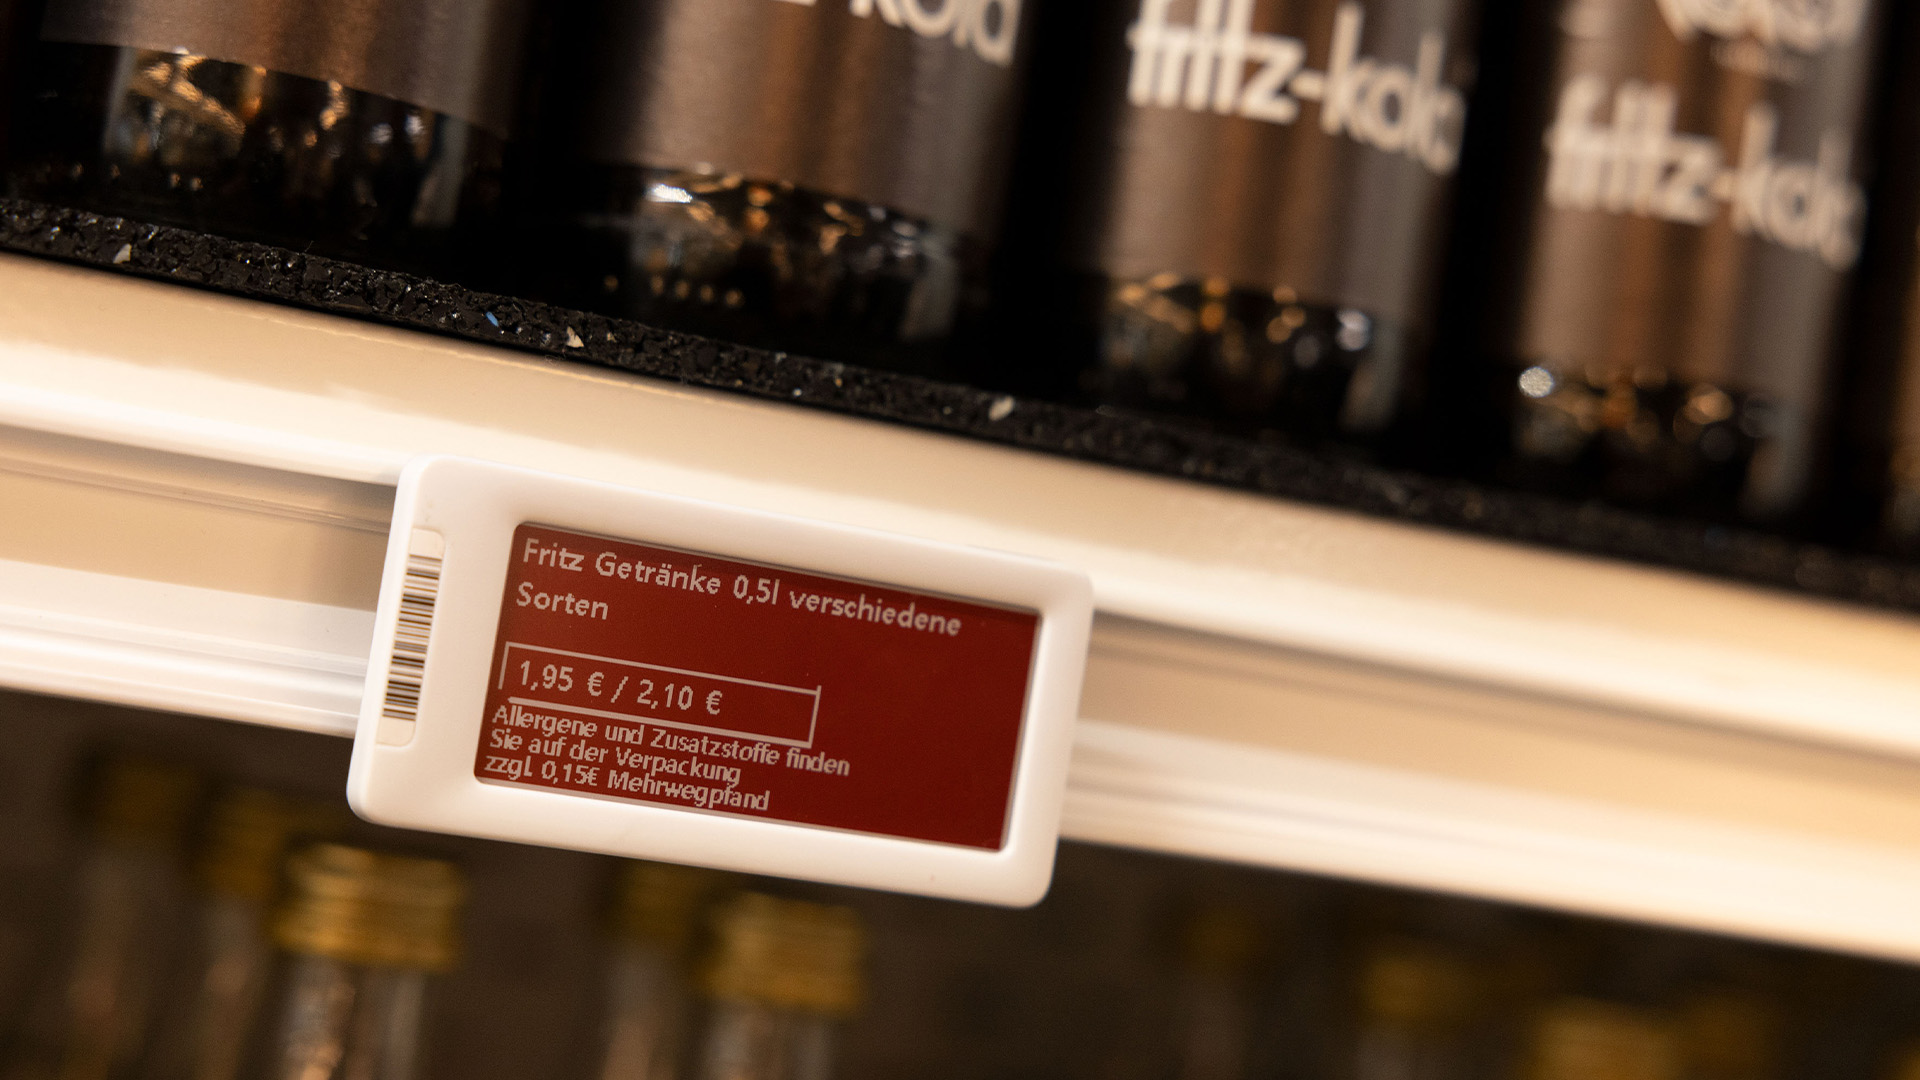 fritz-kola
fritz-kola
Fritz Getränke 0,5l verschiedene
Sorten
1,95 € / 2,10 €
Allergene und Zusatzstoffe finden
Sie auf der Verpackung
zzgl. 0,15€ Mehrwegpfand